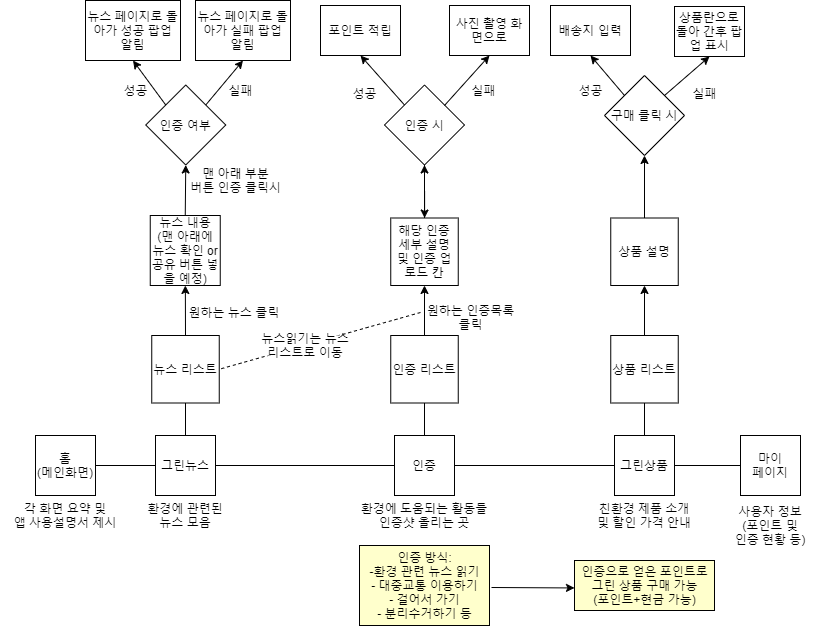 뉴스 페이지로 돌
아가 성공 팝업
알림
뉴스 페이지로 돌
아가 실패 팝업
알림
포인트 적립
사진 촬영 화
면으로
배송지 입력
상품란으로
돌아 간후 팝
업 표시
성공
실패
성공
실패
성공
실패
인증 여부
인증 시
구매 클릭 시
맨 아래 부분
버튼 인증 클릭시
뉴스 내용
(맨 아래에
뉴스 확인 or
공유 버튼 넣
을 예정)
해당 인증
세부 설명
및 인증 업
로드 칸
상품 설명
원하는 뉴스 클릭
원하는 인증목록
클릭
뉴스읽기는 뉴스
리스트로 이동
뉴스 리스트
인증 리스트
상품 리스트
홈
(메인화면)
그린뉴스
인증
그린상품
마이
페이지
각 화면 요약 및
앱 사용설명서 제시
환경에 관련된
뉴스 모음
환경에 도움되는 활동들
인증샷 올리는 곳
친환경 제품 소개
및 할인 가격 안내
사용자 정보
(포인트 및
인증 현황 등)
인증 방식:
-환경 관련 뉴스 읽기
- 대중교통 이용하기
- 걸어서 가기
- 분리수거하기 등
인증으로 얻은 포인트로
그린 상품 구매 가능
(포인트+현금 가능)